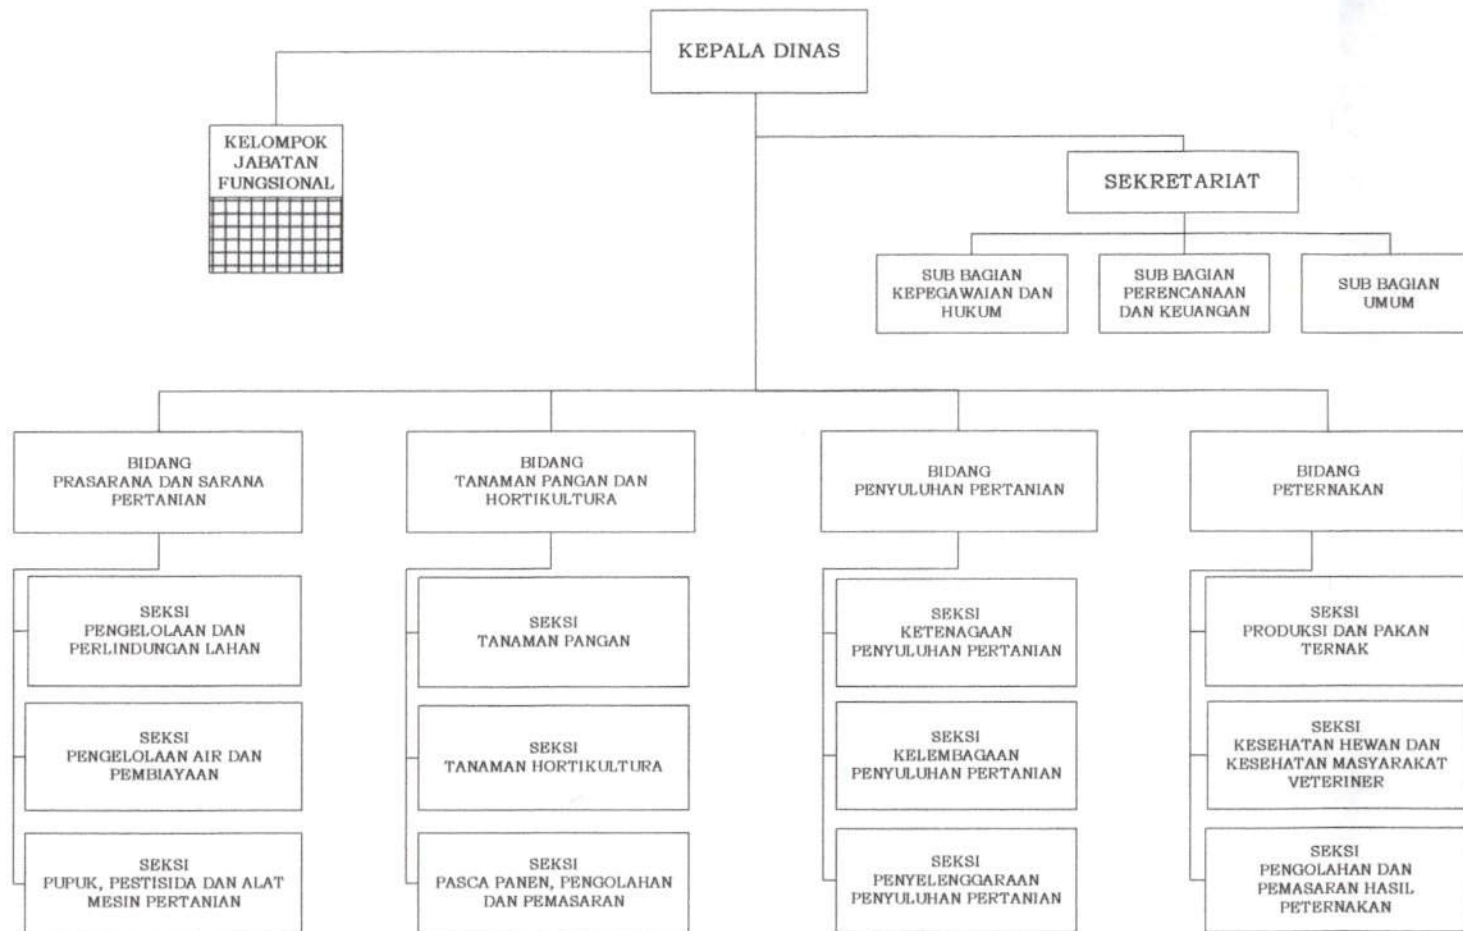 KEPALA DINAS
KELOMPOK
JABATAN
FUNGSIONAL
SEKRETARIAT
SUB BAGIAN
KEPEGAWAIAN DAN
HUKUM
SUB BAGIAN
PERENCANAAN
DAN KEUANGAN
SUB BAGIAN
UMUM
BIDANG
PRASARANA DAN SARANA
PERTANIAN
BIDANG
TANAMAN PANGAN DAN
HORTIKULTURA
BIDANG
PENYULUHAN PERTANIAN
BIDANG
PETERNAKAN
SEKSI
PENGELOLAAN DAN
PERLINDUNGAN LAHAN
SEKSI
TANAMAN PANGAN
SEKSI
KETENAGAAN
PENYULUHAN PERTANIAN
SEKSI
PRODUKSI DAN PAKAN
TERNAK
SEKSI
PENGELOLAAN AIR DAN
PEMBIAYAAN
SEKSI
TANAMAN HORTIKULTURA
SEKSI
KELEMBAGAAN
PENYULUHAN PERTANIAN
SEKSI
KESEHATAN HEWAN DAN
KESEHATAN MASYARAKAT
VETERINER
SEKSI
PUPUK, PESTISIDA DAN ALAT
MESIN PERTANIAN
SEKSI
PASCA PANEN, PENGOLAHAN
DAN PEMASARAN
SEKSI
PENYELENGGARAAN
PENYULUHAN PERTANIAN
SEKSI
PENGOLAHAN DAN
PEMASARAN HASIL
PETERNAKAN